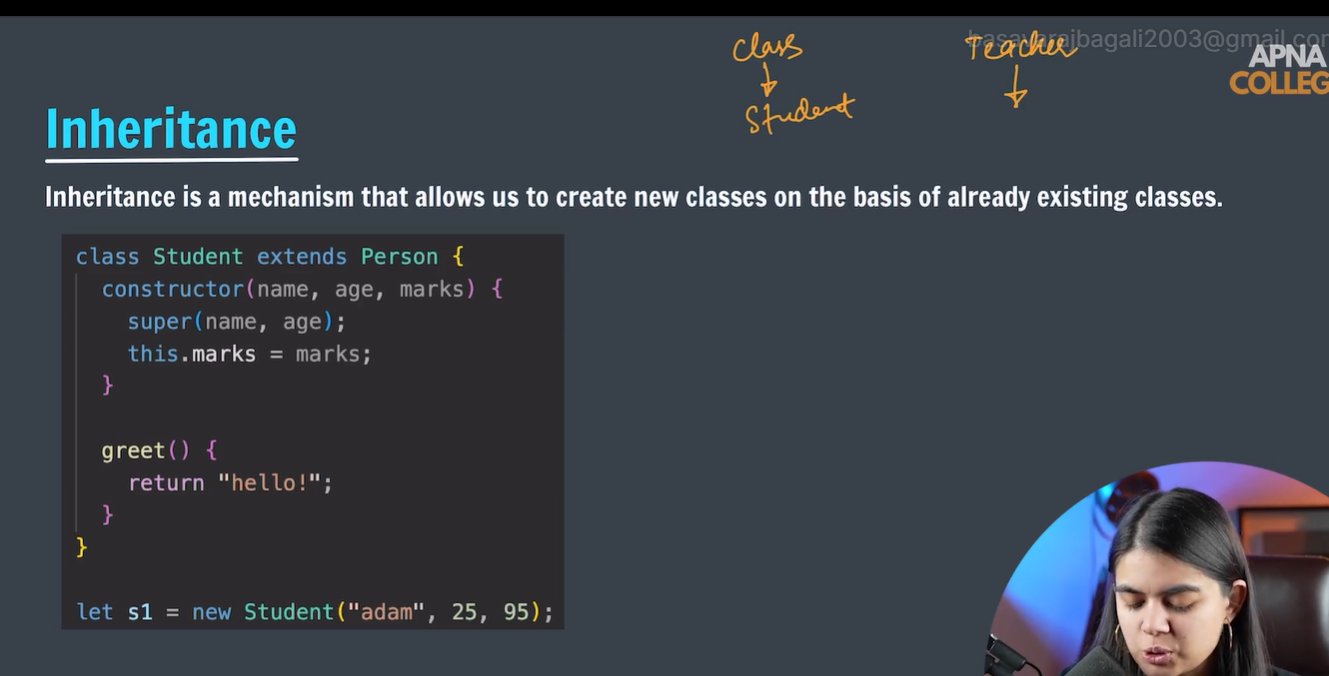 class
Teacher
basavarajbagali2003@gmail.com
APNA
COLLEG
Student
Inheritance
Inheritance is a mechanism that allows us to create new classes on the basis of already existing classes.
class Student extends Person {
constructor(name, age, marks) {
super(name, age);
this.marks = marks;
}
greet() {
return "hello!";
}
}
let s1 = new Student("adam", 25, 95);